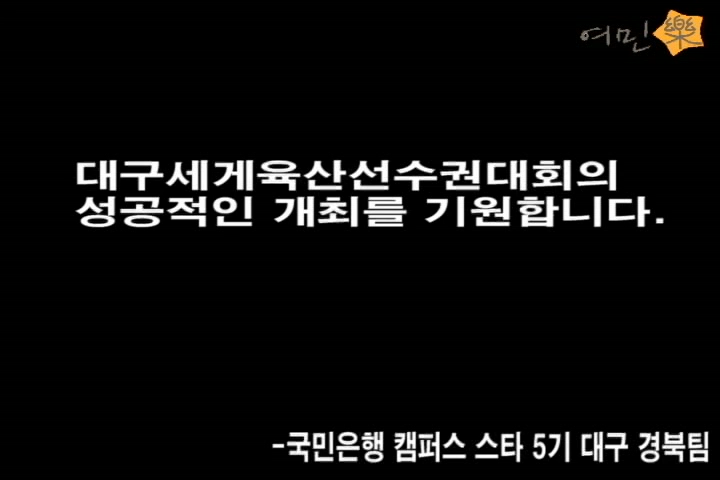 여민樂
대구세게육산선수권대회의
성공적인 개최를 기원합니다.
-국민은행 캠퍼스 스타 5기 대구 경북팀